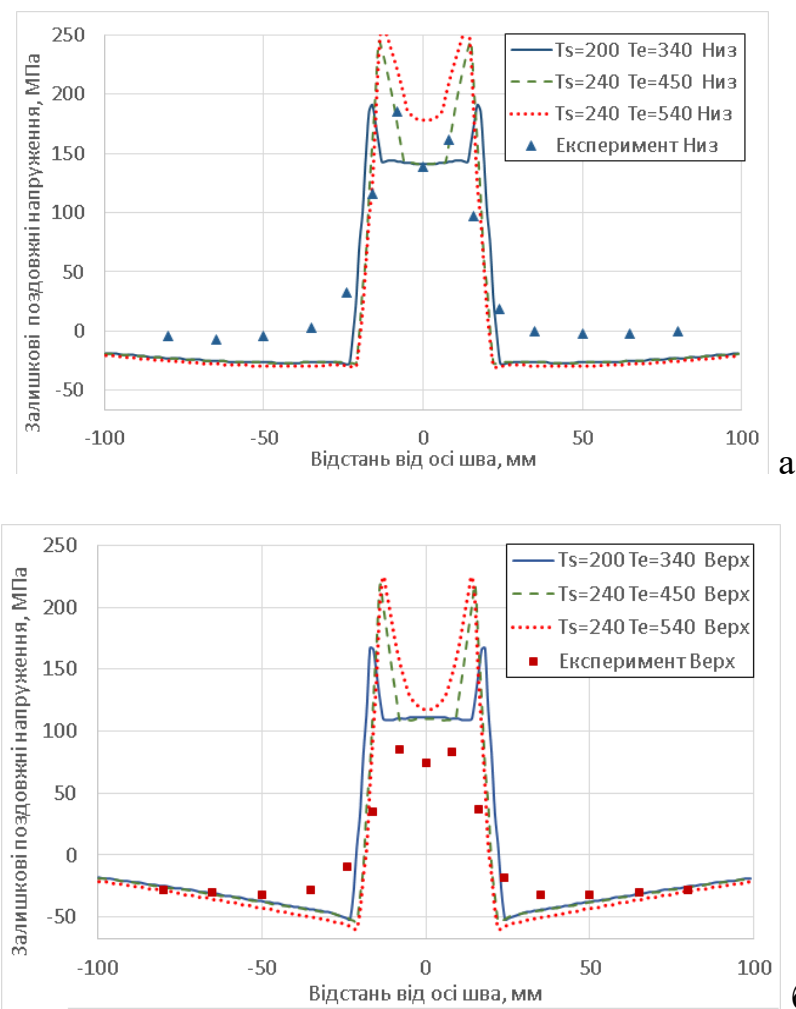 Залишкові поздовжні напруження, МПа
250
200
150
100
50
0
-50
-100
-50
0
50
100
Відстань від осі шва, мм
Ts=200 Te=340 Низ
Ts=240 Te=450 Низ
Ts=240 Te=540 Низ
Експеримент Низ
а
Залишкові поздовжні напруження, МПа
250
200
150
100
50
0
-50
-100
-50
0
50
100
Відстань від осі шва, мм
Ts=200 Te=340 Верх
Ts=240 Te=450 Верх
Ts=240 Te=540 Верх
Експеримент Верх